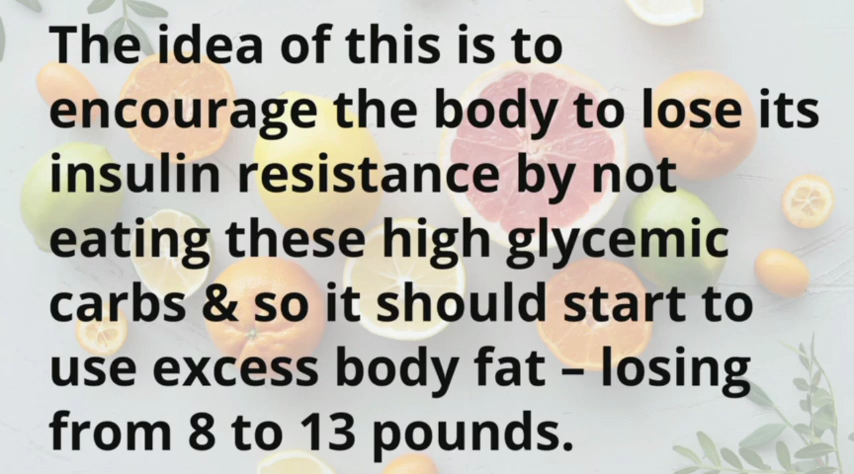 The idea of this is to
encourage the body to lose its
insulin resistance by not
eating these high glycemic
carbs & so it should start to
use excess body fat – losing
from 8 to 13 pounds.